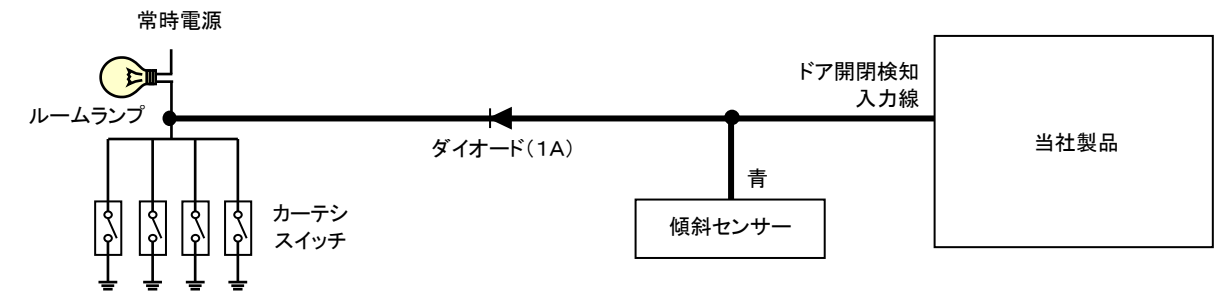 常時電源
ルームランプ
ダイオード（1A）
ドア開閉検知
入力線
当社製品
青
傾斜センサー
カーテシ
スイッチ